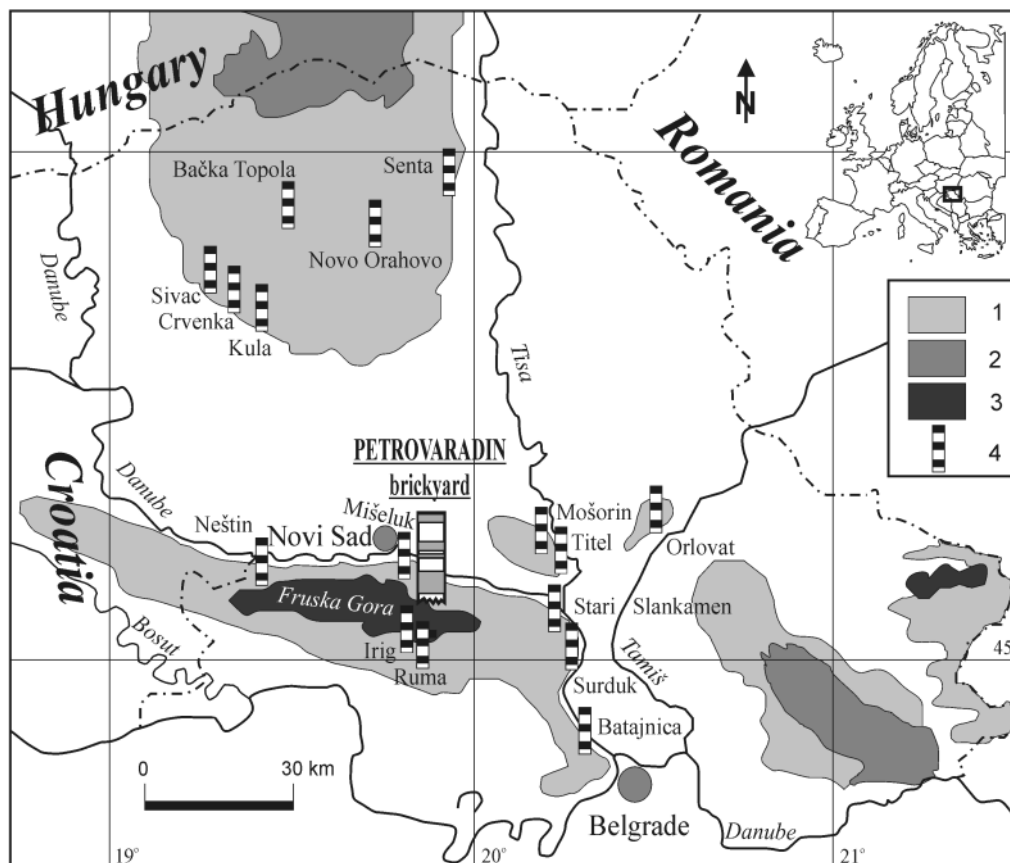 Hungary
Romania
N
Bačka Topola
Senta
Novo Orahovo
Sivac
Crvenka
Kula
Danube
Tisa
1
2
3
4
PETROVARADIN
brickyard
Croatia
Danube
Neštin
Novi Sad
Mišeluk
Mošorin
Titel
Orlovat
Fruska Gora
Stari Slankamen
Irig
Ruma
Bosut
Tamiš
45
Surduk
Batajnica
0 30 km
Belgrade
Danube
19°
20°
21°